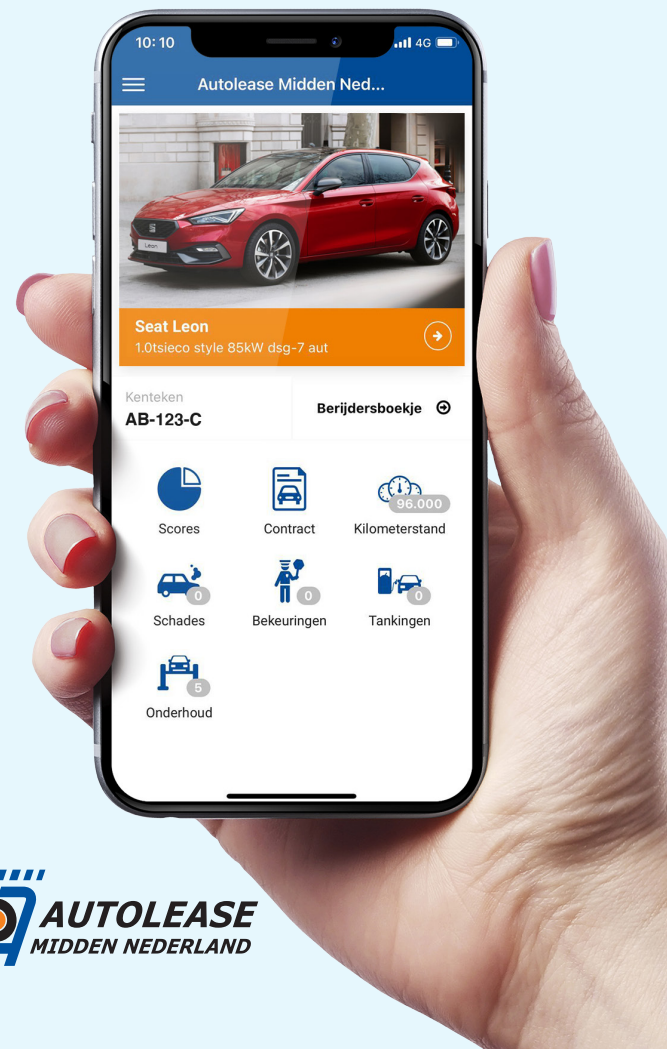 10:10
4G
Autolease Midden Ned...
Leon
Seat Leon
1.0tsieco style 85kW dsg-7 aut
Kenteken
AB-123-C
Berijdersboekje
Scores
Contract
96.000
Kilometerstand
0
Schades
0
Bekeuringen
0
Tankingen
5
Onderhoud
AUTOLEASE
MIDDEN NEDERLAND